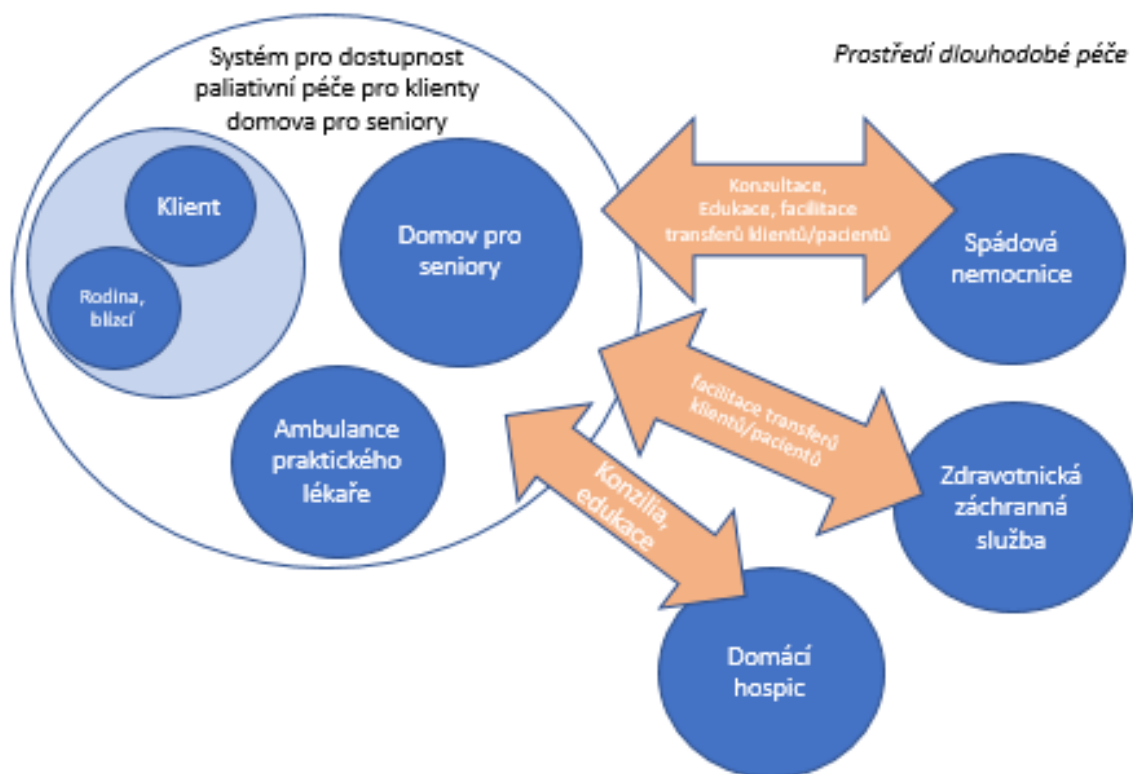 Systém pro dostupnost
paliativní péče pro klienty
domova pro seniory
Prostředí dlouhodobé péče
Klient
Rodina,
blízcí
Domov pro
seniory
Ambulance
praktického
lékaře
Konzultace,
Edukace, facilitace
transferů klientů/pacientů
Spádová
nemocnice
facilitace transferů
klientů/pacientů
Zdravotnická
záchranná
služba
Konzilia,
edukace
Domácí
hospic